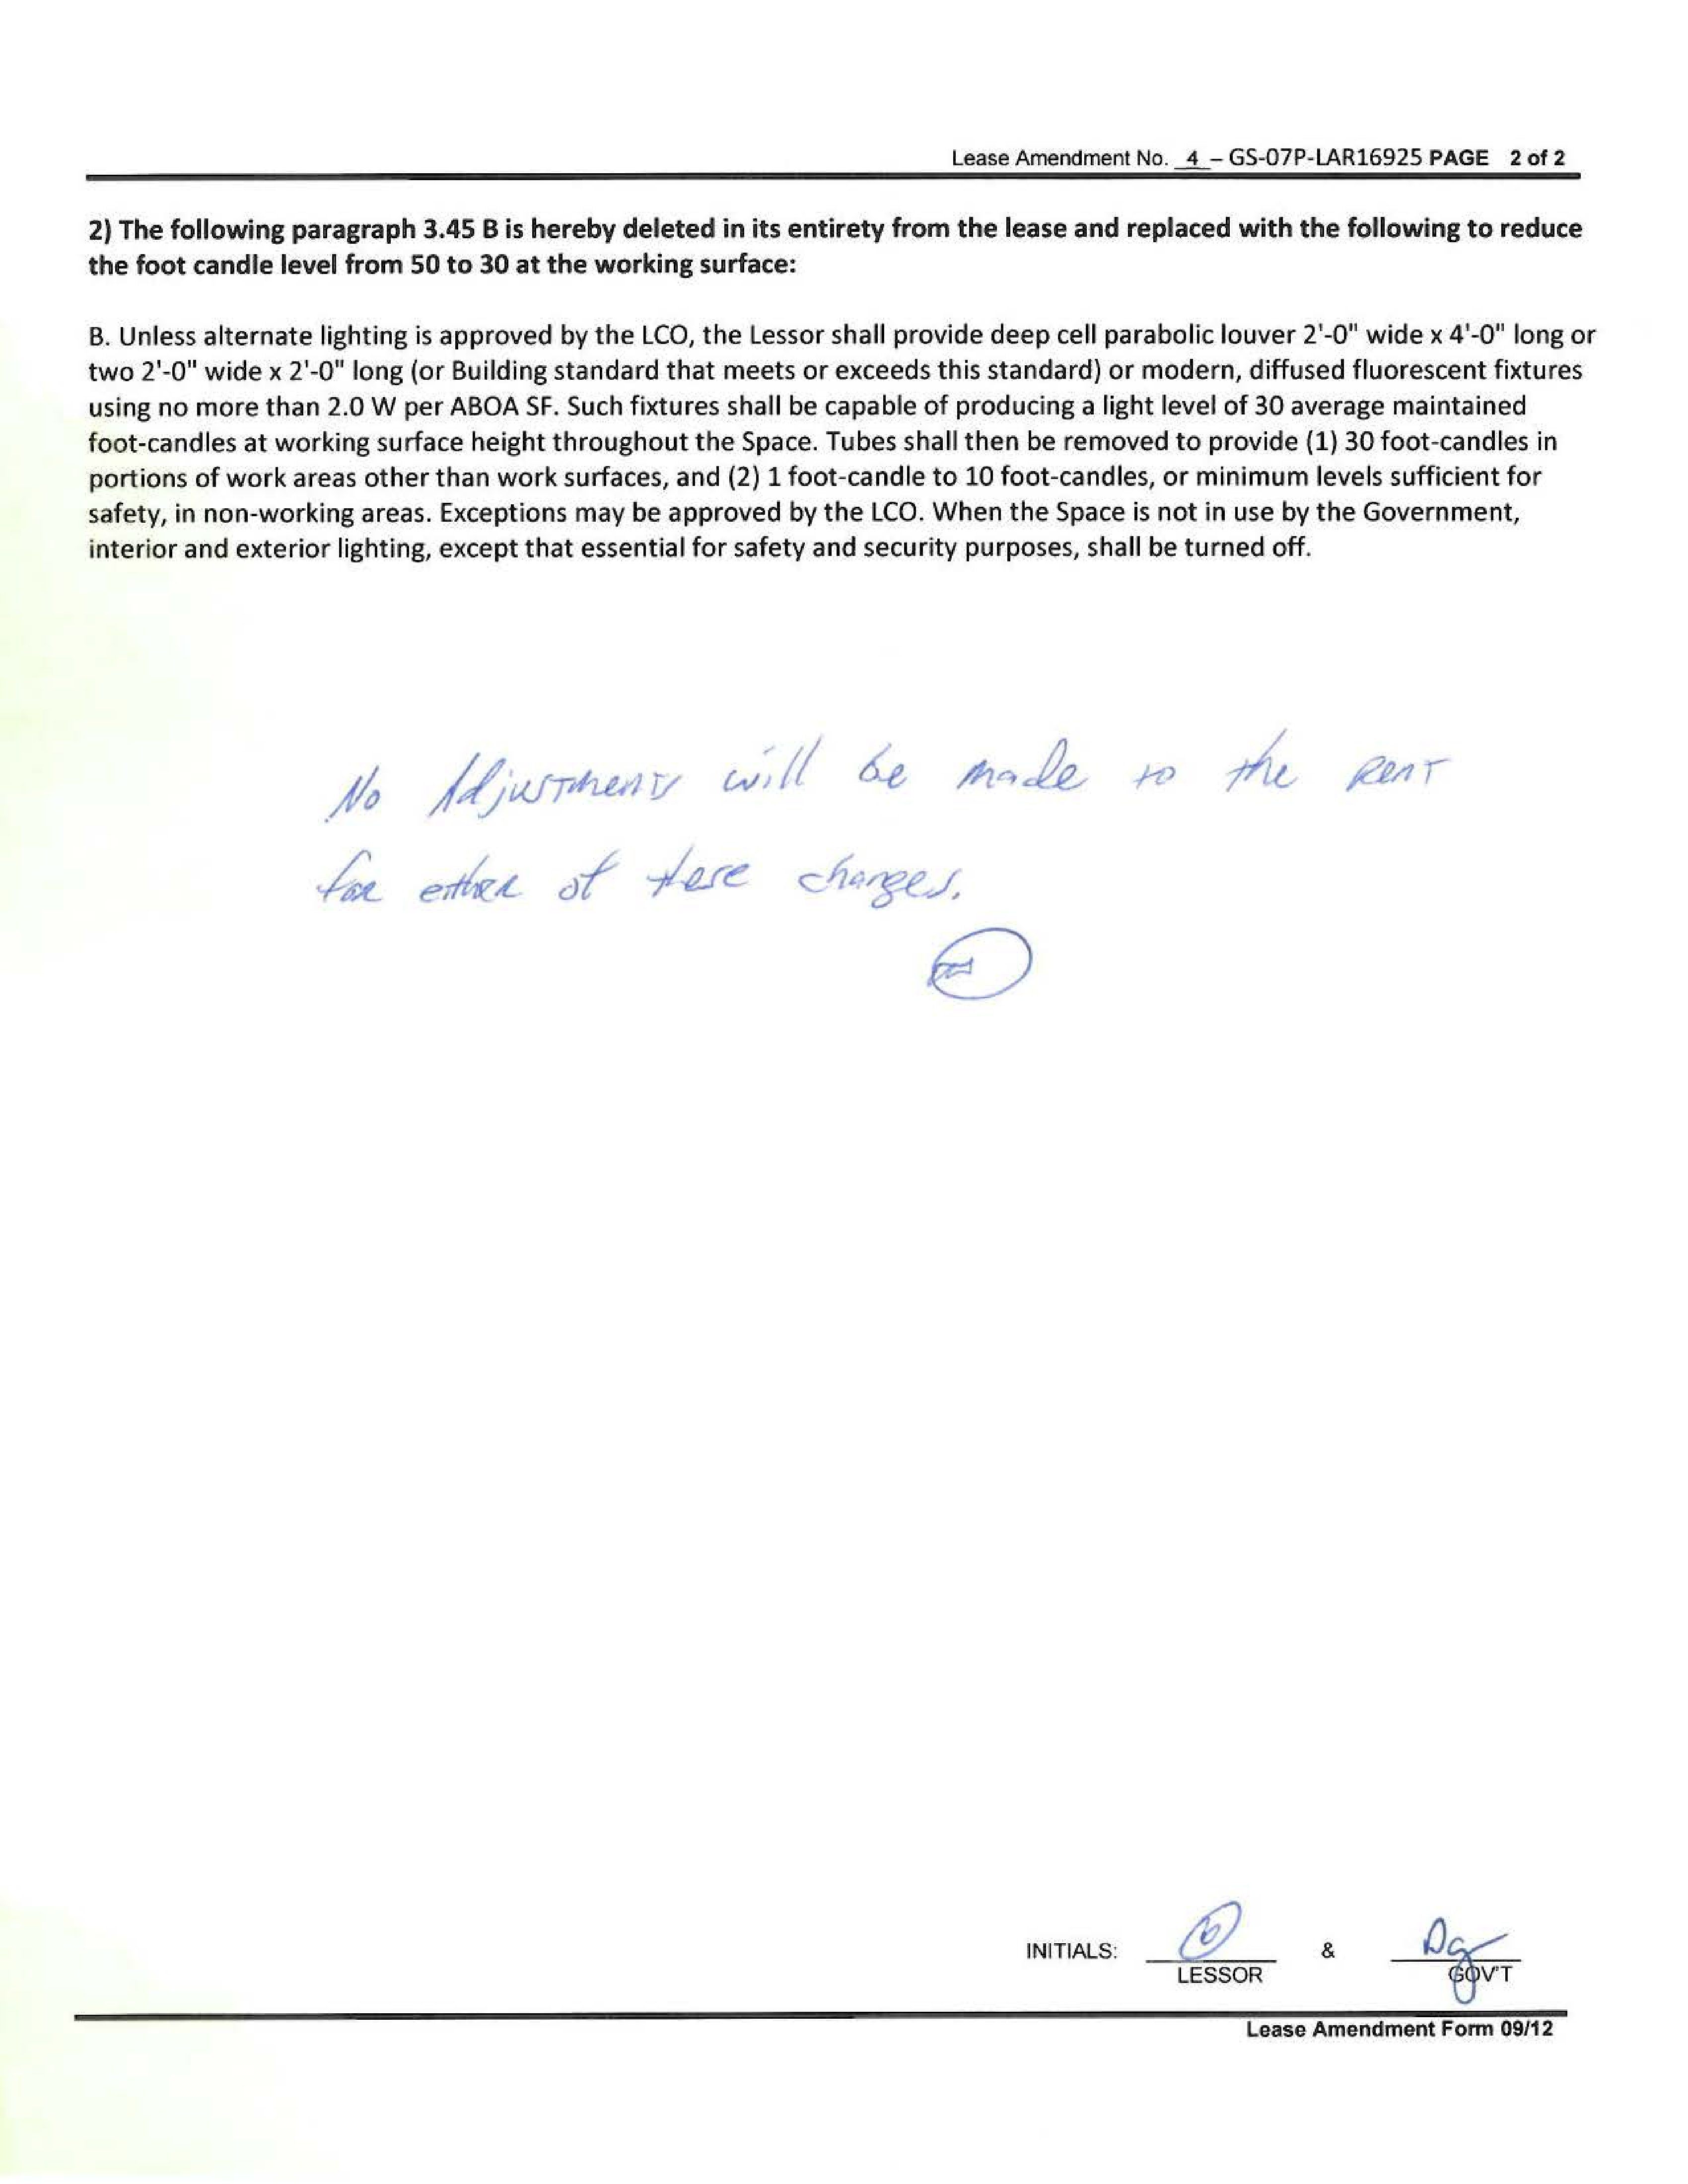 Lease Amendment No. 4 – GS-07P-LAR16925 PAGE 2 of 2
2) The following paragraph 3.45 B is hereby deleted in its entirety from the lease and replaced with the following to reduce
the foot candle level from 50 to 30 at the working surface:
B. Unless alternate lighting is approved by the LCO, the Lessor shall provide deep cell parabolic louver 2'-0" wide x 4'-0" long or
two 2'-0" wide x 2'-0" long (or Building standard that meets or exceeds this standard) or modern, diffused fluorescent fixtures
using no more than 2.0 W per ABOA SF. Such fixtures shall be capable of producing a light level of 30 average maintained
foot-candles at working surface height throughout the Space. Tubes shall then be removed to provide (1) 30 foot-candles in
portions of work areas other than work surfaces, and (2) 1 foot-candle to 10 foot-candles, or minimum levels sufficient for
safety, in non-working areas. Exceptions may be approved by the LCO. When the Space is not in use by the Government,
interior and exterior lighting, except that essential for safety and security purposes, shall be turned off.
No Adjustments will be made to the Rent
for either of these changes.
INITIALS: & Dg
LESSOR GOV'T
Lease Amendment Form 09/12